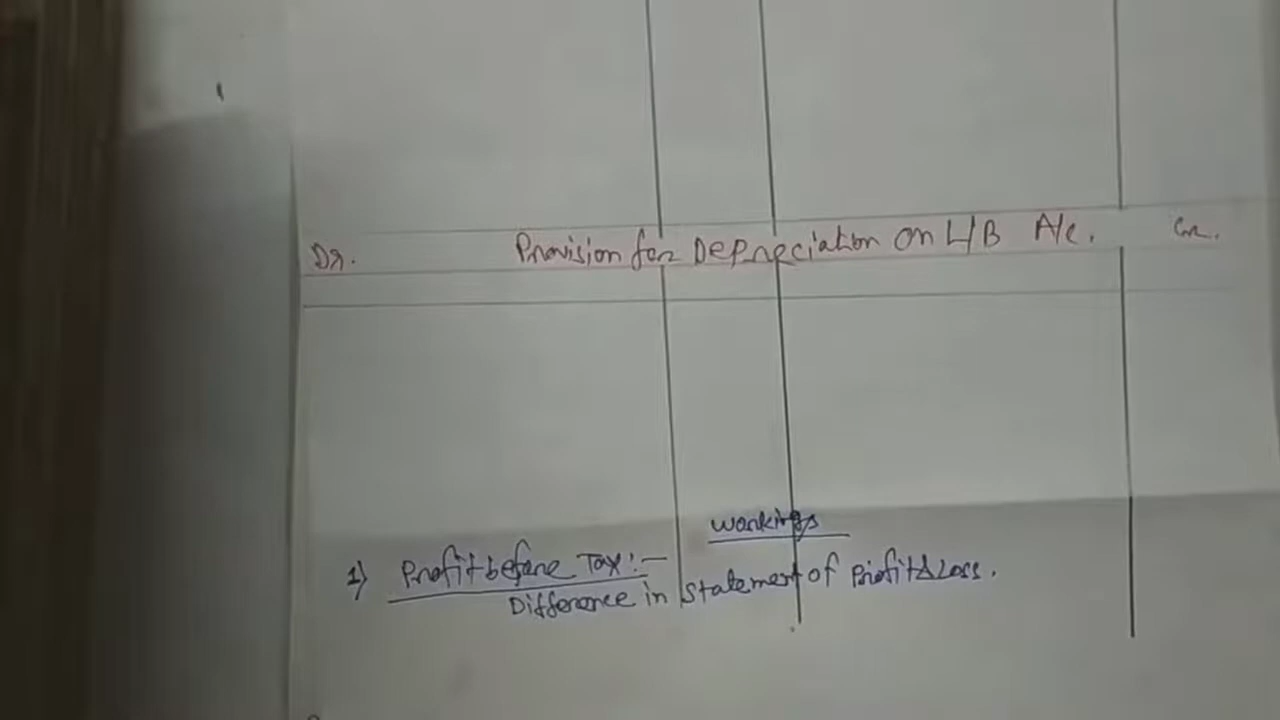 Dr. Provision for Depreciation on L/B A/c. Cr.
Workings
1) Profit before Tax :-
Difference in Statement of Profit & Loss.